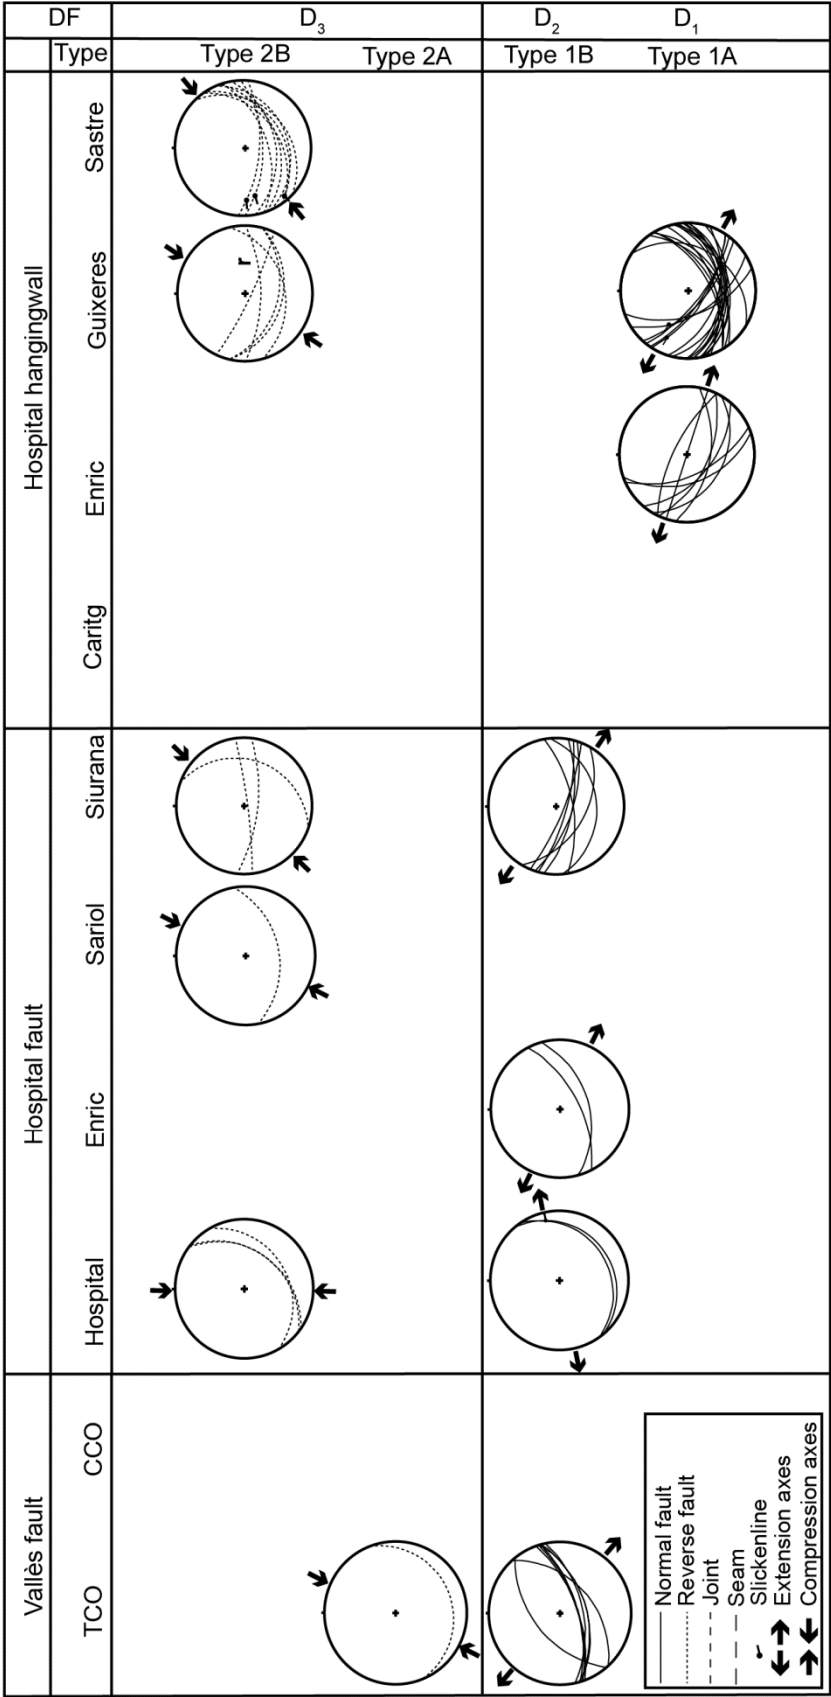 DF
D3
D2
D1
Type
Type 2B
Type 2A
Type 1B
Type 1A
Hospital hangingwall
Sastre
Guixeres
r
Enric
Caritg
Hospital fault
Siurana
Sariol
Enric
Hospital
Vallès fault
CCO
TCO
Normal fault
Reverse fault
Joint
Seam
Slickenline
Extension axes
Compression axes